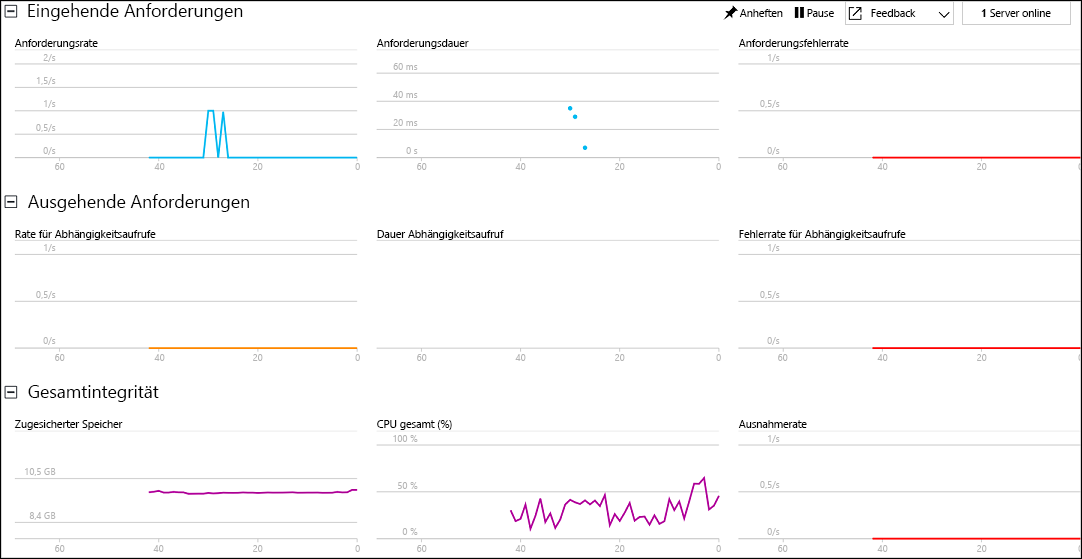 Eingehende Anforderungen
Anheften Pause Feedback 1 Server online
Anforderungsrate Anforderungsdauer Anforderungsfehlerrate
2/s
1,5/s
1/s
0,5/s
0/s
60 40 20 0
60 ms
40 ms
20 ms
0 s
60 40 20 0
1/s
0,5/s
0/s
60 40 20
Ausgehende Anforderungen
Rate für Abhängigkeitsaufrufe Dauer Abhängigkeitsaufruf Fehlerrate für Abhängigkeitsaufrufe
1/s
0,5/s
0/s
60 40 20 0
60 40 20 0
1/s
0,5/s
0/s
60 40 20
Gesamtintegrität
Zugesicherter Speicher CPU gesamt (%) Ausnahmerate
10,5 GB
8,4 GB
60 40 20 0
100 %
50 %
0 %
60 40 20 0
1/s
0,5/s
0/s
60 40 20